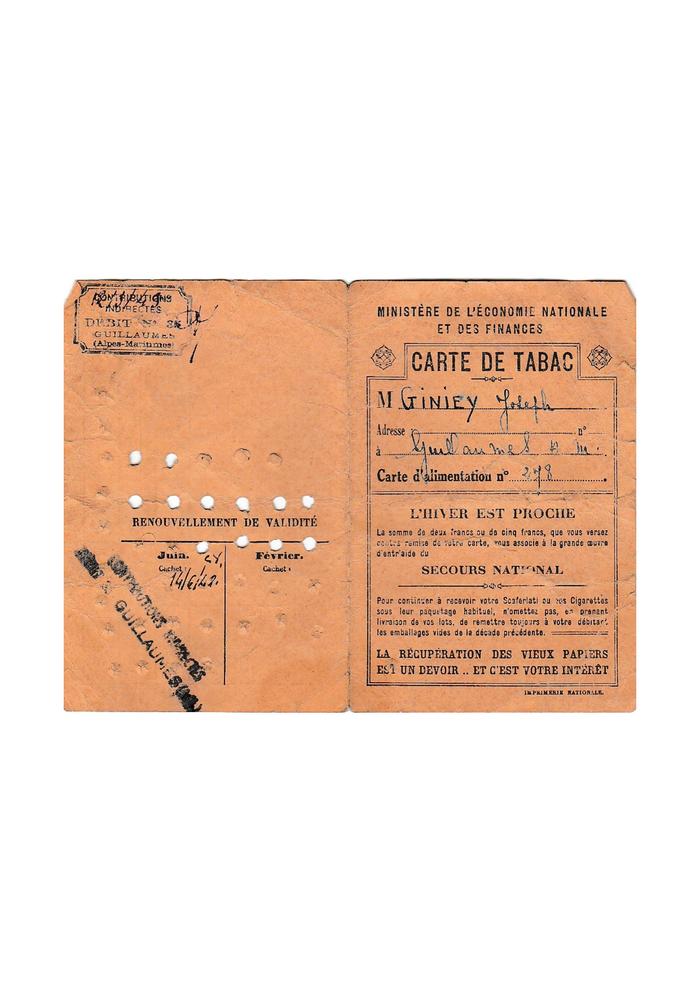 CONTRIBUTIONS
INDIRECTES
DÉBIT No
GUILLAUMES
(Alpes-Maritimes)
RENOUVELLEMENT DE VALIDITÉ
Juin.
Cachet
14/6/42.
Février.
Cachet :
CONTRIBUTIONS INDIRECTES
GUILLAUMES
MINISTÈRE DE L'ÉCONOMIE NATIONALE
ET DES FINANCES
CARTE DE TABAC
M GINIEY Joseph
Adresse n°
à Guillaumes A. M.
Carte d'alimentation n° 278
L'HIVER EST PROCHE
La somme de deux francs ou de cinq francs, que vous versez
contre remise de votre carte, vous associe à la grande œuvre
d'entr'aide du
SECOURS NATIONAL
Pour continuer à recevoir votre Scaferlati ou vos Cigarettes
sous leur paquetage habituel, n'omettez pas, en prenant
livraison de vos lots, de remettre toujours à votre débitant
les emballages vides de la décade précédente.
LA RÉCUPÉRATION DES VIEUX PAPIERS
EST UN DEVOIR .. ET C'EST VOTRE INTÉRÊT
IMPRIMERIE NATIONALE.